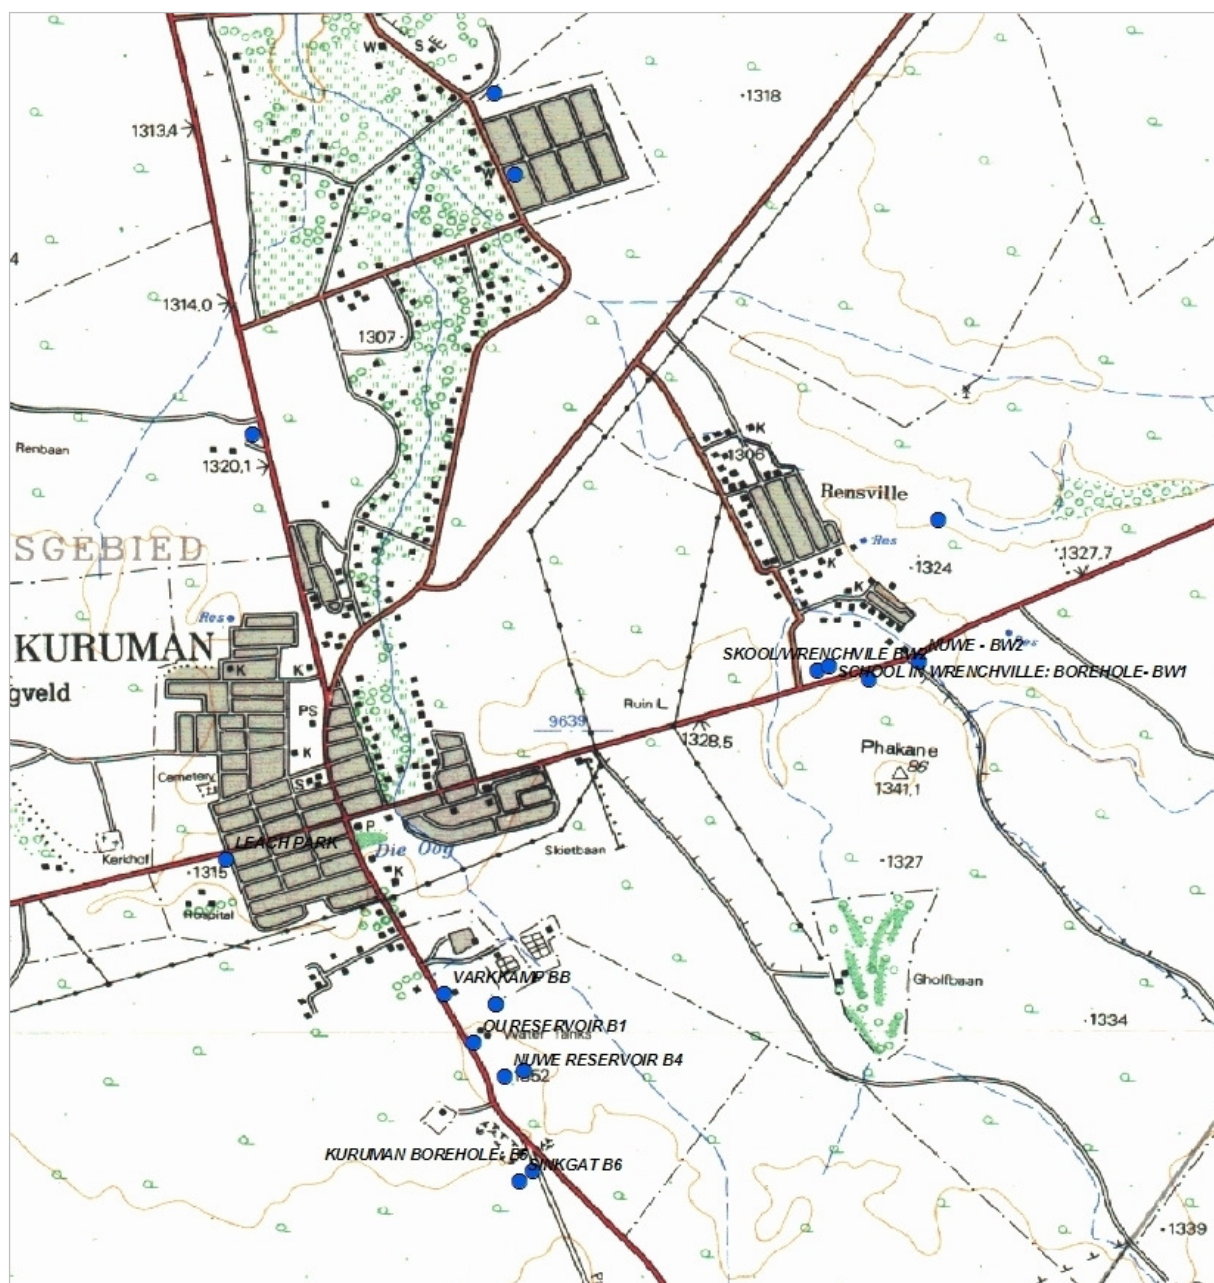 W
S
1318
1313,4
W
4
1314.0
1307
Renbaan
K
1306
1320,1
Rensville
Res
1327,7
1324
SGEBIED
Res
KURUMAN
K
K
K
K
NUWE - BW2
Res
SKOOL/WRENCHVILE BW2
SCHOOL IN WRENCHVILLE: BOREHOLE- BW1
gveld
PS
Ruin
9639
1328.5
K
Phakane
86
1341,1
Cemetery
S
P
LEACH PARK
Die Oog
Skietbaan
Kerkhof
1315
K
1327
Hospital
Gholfbaan
VARKKAMP BB
OU RESERVOIR B1
Water Tanks
1334
NUWE RESERVOIR B4
1352
KURUMAN BOREHOLE- B5
SINKGAT B6
1339